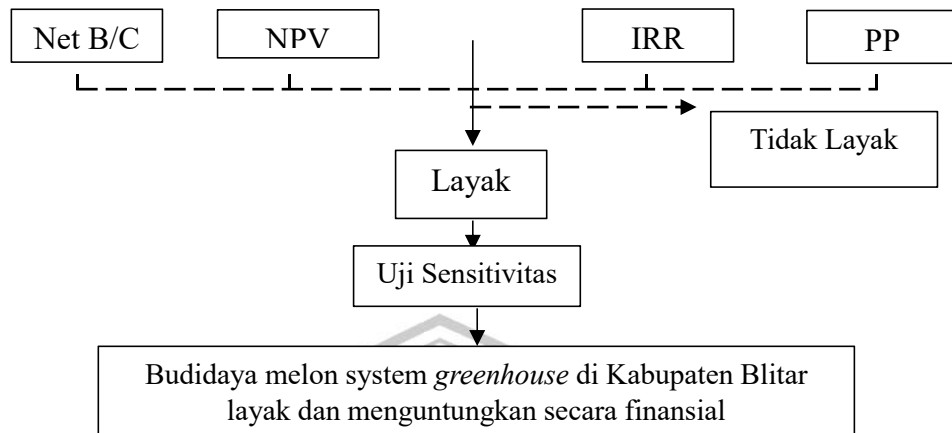 Net B/C
NPV
IRR
PP
Tidak Layak
Layak
Uji Sensitivitas
Budidaya melon system greenhouse di Kabupaten Blitar
layak dan menguntungkan secara finansial